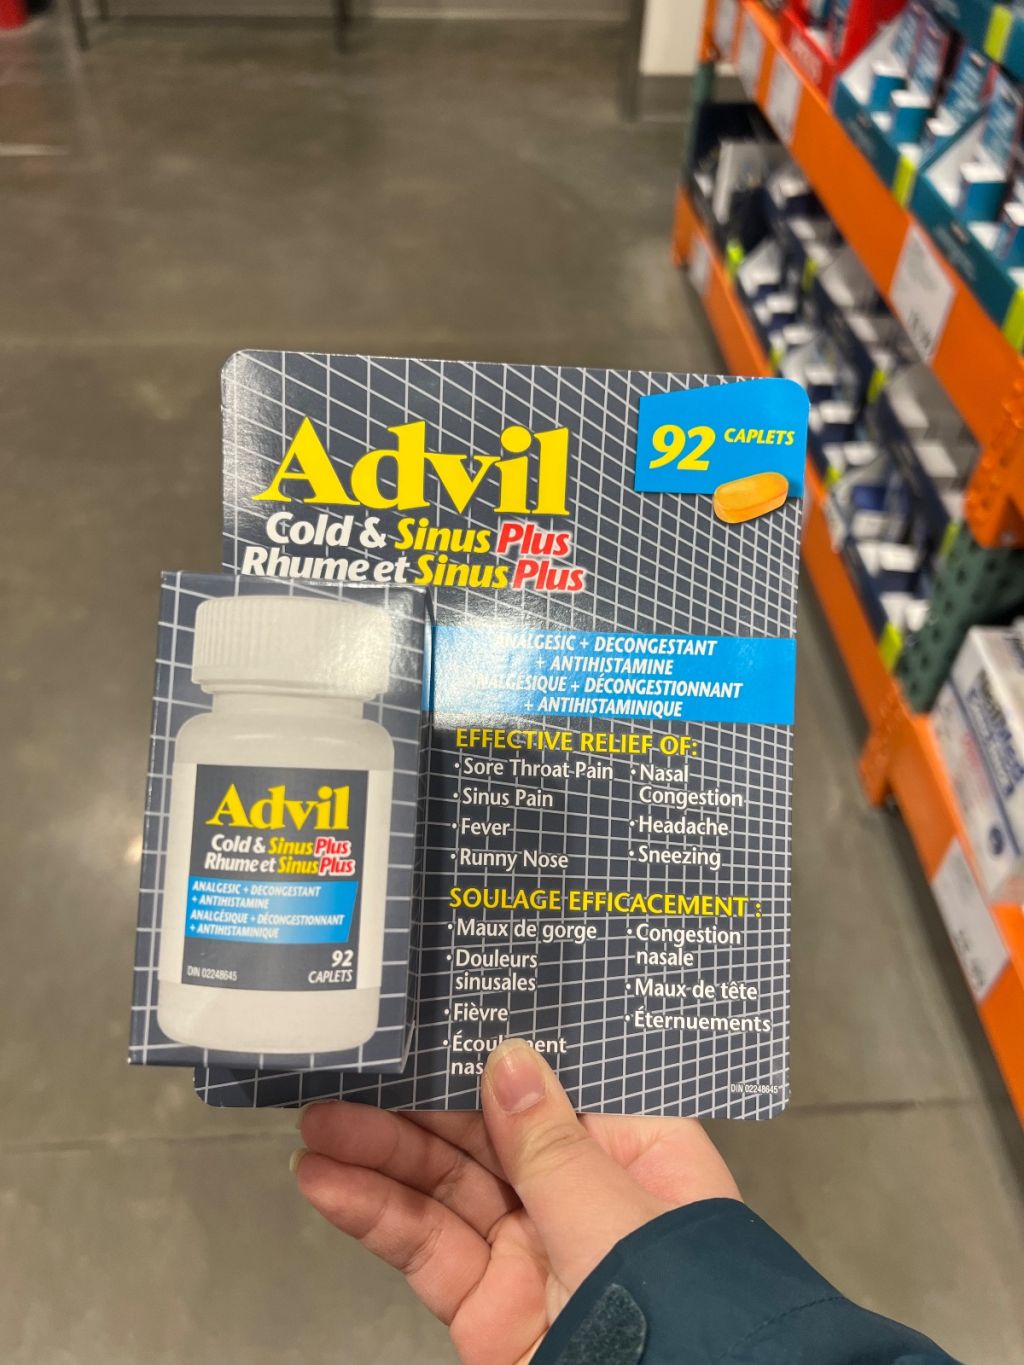 Advil
Cold & Sinus Plus
Rhume et Sinus Plus
92 CAPLETS
ANALGESIC + DECONGESTANT
+ ANTIHISTAMINE
ANALGÉSIQUE + DÉCONGESTIONNANT
+ ANTIHISTAMINIQUE
EFFECTIVE RELIEF OF:
• Sore Throat Pain
• Sinus Pain
• Fever
• Runny Nose
• Nasal
Congestion
• Headache
• Sneezing
SOULAGE EFFICACEMENT :
• Maux de gorge
• Douleurs
sinusales
• Fièvre
• Écoulement
nas
• Congestion
nasale
• Maux de tête
• Éternuements
DIN 02248645
Advil
Cold & Sinus Plus
Rhume et Sinus Plus
ANALGESIC + DECONGESTANT
+ ANTIHISTAMINE
ANALGÉSIQUE + DÉCONGESTIONNANT
+ ANTIHISTAMINIQUE
92
CAPLETS
DIN 02248645